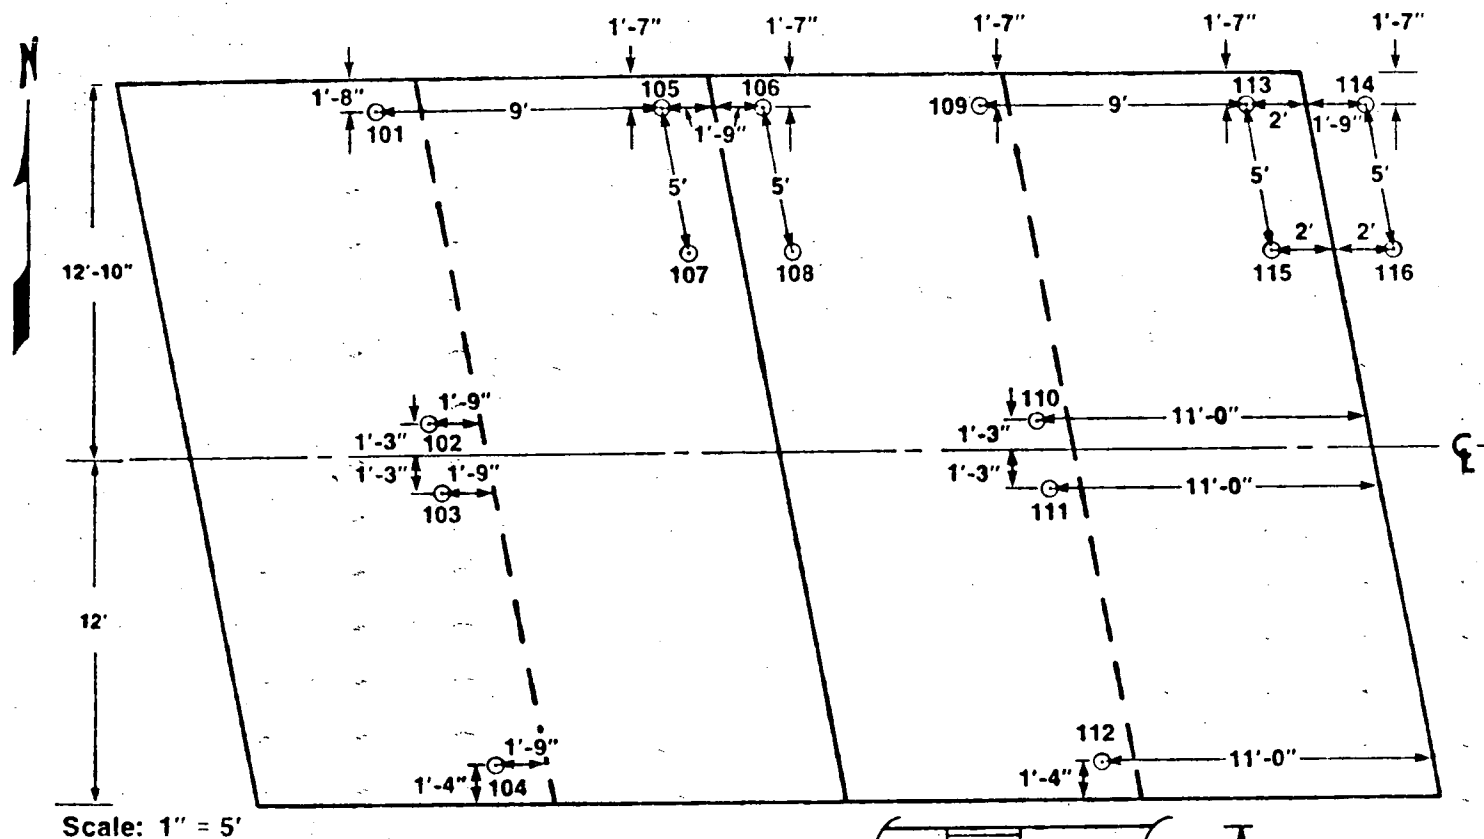 1'-7" 1'-7" 1'-7" 1'-7" 1'-7"
N
1'-8" 105 106 113 114
9' 109 9'
101 1'-9" 2' 1'-9"
5' 5' 5' 5'
2' 2'
12'-10" 107 108 115 116
1'-9" 110
11'-0"
1'-3" 102 1'-3"
℄
1'-3" 1'-9" 1'-3"
11'-0"
103 111
12'
112
1'-9" 11'-0"
1'-4" 104 1'-4"
Scale: 1" = 5'